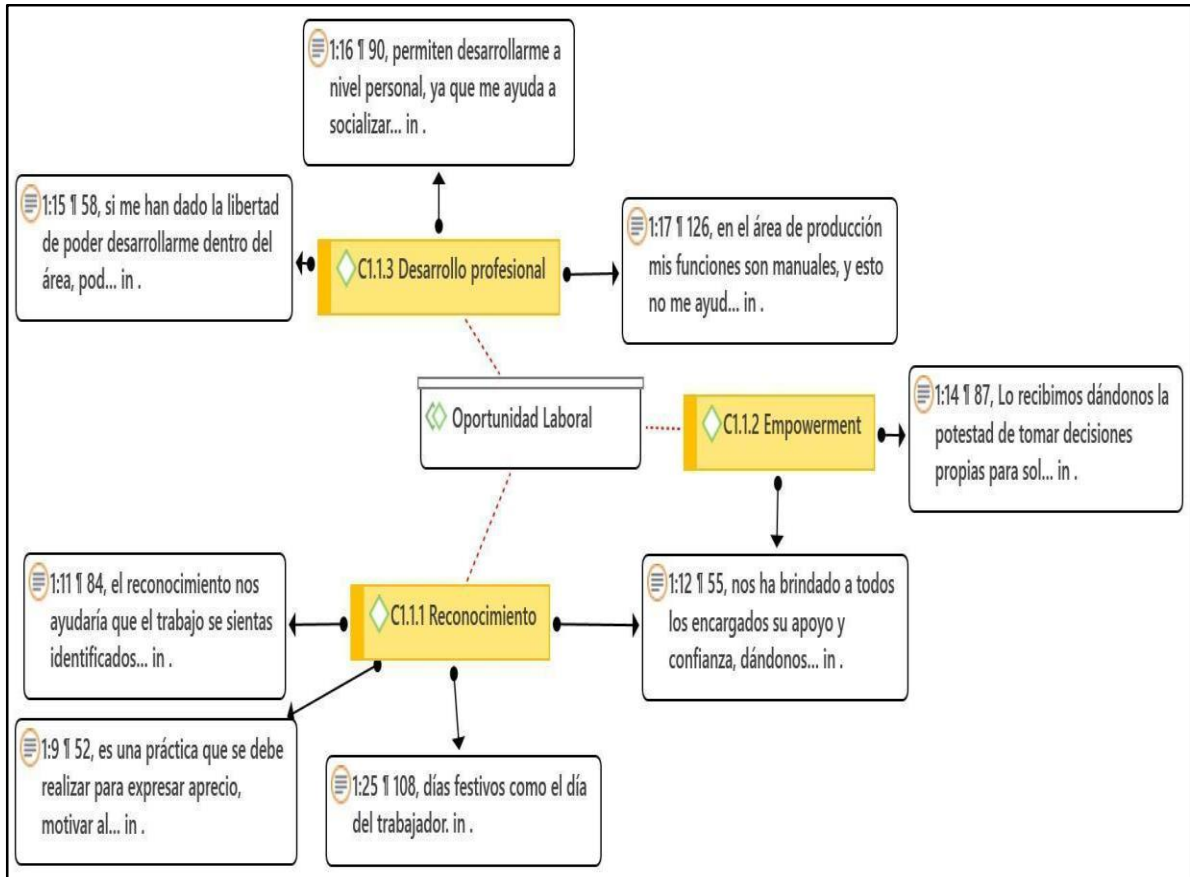 1:16 ¶ 90, permiten desarrollarme a
nivel personal, ya que me ayuda a
socializar... in .
1:15 ¶ 58, si me han dado la libertad
de poder desarrollarme dentro del
área, pod... in .
C1.1.3 Desarrollo profesional
1:17 ¶ 126, en el área de producción
mis funciones son manuales, y esto
no me ayud... in .
Oportunidad Laboral
C1.1.2 Empowerment
1:14 ¶ 87, Lo recibimos dándonos la
potestad de tomar decisiones
propias para sol... in .
1:11 ¶ 84, el reconocimiento nos
ayudaría que el trabajo se sientas
identificados... in .
C1.1.1 Reconocimiento
1:12 ¶ 55, nos ha brindado a todos
los encargados su apoyo y
confianza, dándonos... in .
1:9 ¶ 52, es una práctica que se debe
realizar para expresar aprecio,
motivar al... in .
1:25 ¶ 108, días festivos como el día
del trabajador. in .